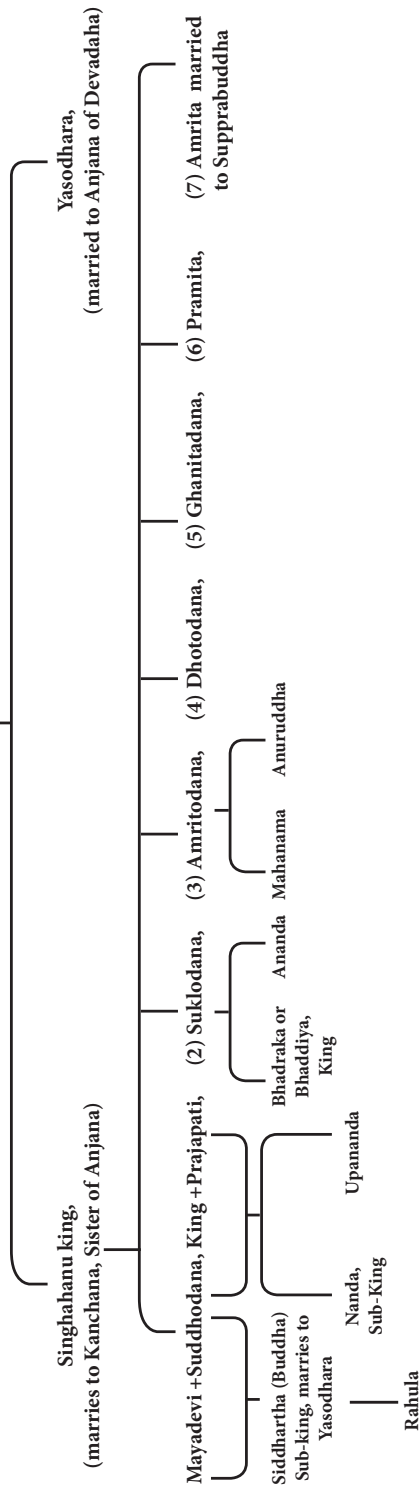 Singhahanu king,
(marries to Kanchana, Sister of Anjana)
Yasodhara,
(married to Anjana of Devadaha)
Mayadevi +Suddhodana, King +Prajapati,
(2) Suklodana,
(3) Amritodana,
(4) Dhotodana,
(5) Ghanitadana,
(6) Pramita,
(7) Amrita married
to Supprabuddha
Siddhartha (Buddha)
Sub-king, marries to
Yasodhara
Nanda,
Sub-King
Upananda
Bhadraka or
Bhaddiya,
King
Ananda
Mahanama
Anuruddha
Rahula